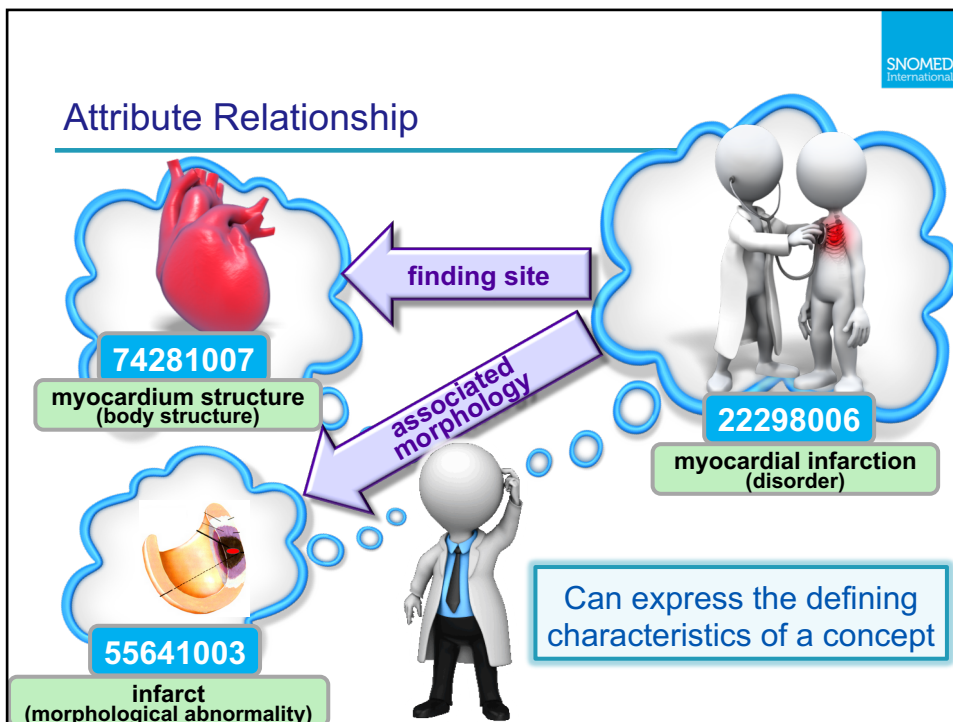 SNOMED
International
Attribute Relationship
finding site
74281007
myocardium structure
(body structure)
associated
morphology
22298006
myocardial infarction
(disorder)
55641003
infarct
(morphological abnormality)
Can express the defining
characteristics of a concept